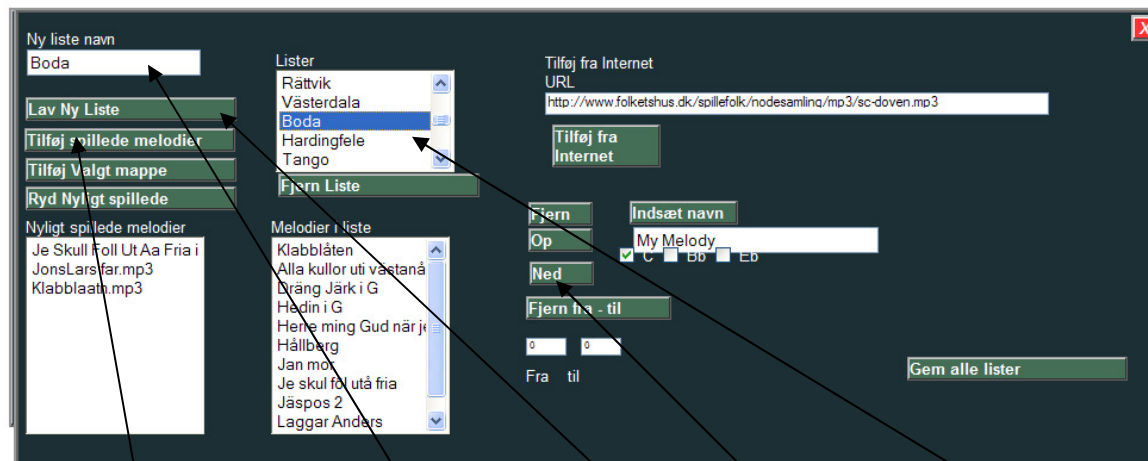 X
Ny liste navn
Boda
Lav Ny Liste
Tilføj spillede melodier
Tilføj Valgt mappe
Ryd Nyligt spillede
Nyligt spillede melodier
Je Skull Foll Ut Aa Fria i
JonsLarsifar.mp3
Klabblaatn.mp3
Lister
Rättvik
Västerdala
Boda
Hardingfele
Tango
Fjern Liste
Melodier i liste
Klabblåten
Alla kullor uti västanå
Dräng Järk i G
Hedin i G
Herre ming Gud när je
Hållberg
Jan mor
Je skul föl utå fria
Jäspos 2
Laggar Anders
Tilføj fra Internet
URL
http://www.folketshus.dk/spillefolk/nodesamling/mp3/sc-doven.mp3
Tilføj fra
Internet
Fjern
Indsæt navn
Op
My Melody
C Bb Eb
Ned
Fjern fra - til
0 0
Fra til
Gem alle lister